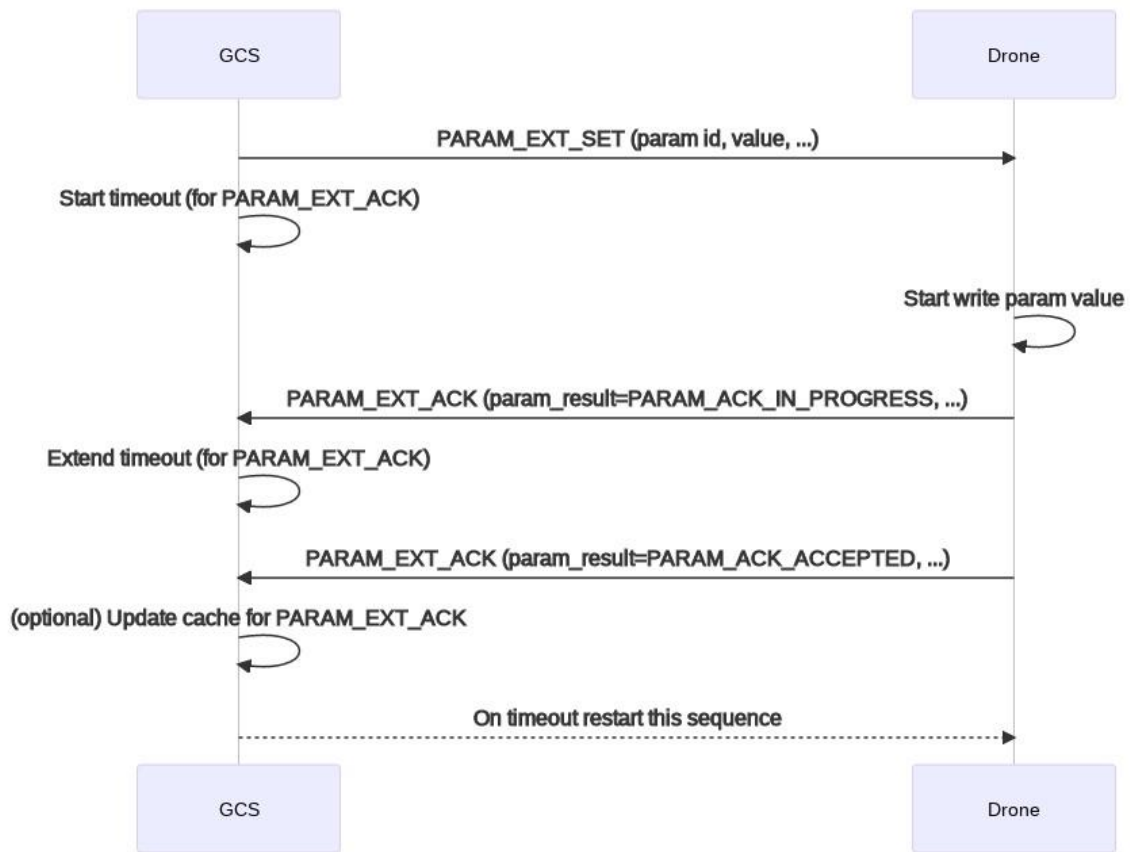 GCS
Drone
PARAM_EXT_SET (param id, value, ...)
Start timeout (for PARAM_EXT_ACK)
Start write param value
PARAM_EXT_ACK (param_result=PARAM_ACK_IN_PROGRESS, ...)
Extend timeout (for PARAM_EXT_ACK)
PARAM_EXT_ACK (param_result=PARAM_ACK_ACCEPTED, ...)
(optional) Update cache for PARAM_EXT_ACK
On timeout restart this sequence
GCS
Drone